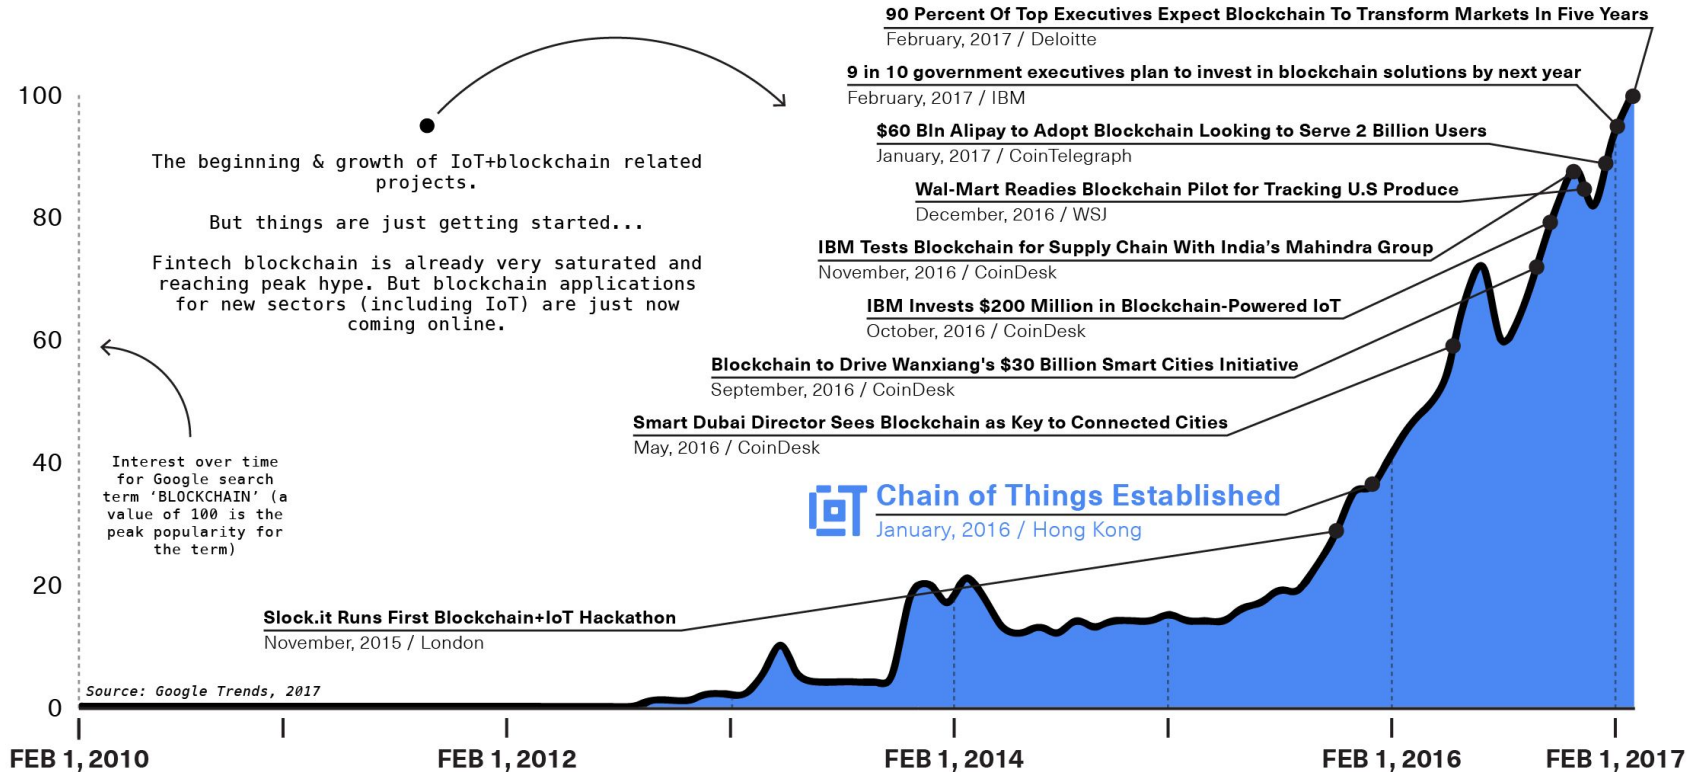 90 Percent Of Top Executives Expect Blockchain To Transform Markets In Five Years
February, 2017 / Deloitte
9 in 10 government executives plan to invest in blockchain solutions by next year
February, 2017 / IBM
$60 Bln Alipay to Adopt Blockchain Looking to Serve 2 Billion Users
January, 2017 / CoinTelegraph
Wal-Mart Readies Blockchain Pilot for Tracking U.S Produce
December, 2016 / WSJ
IBM Tests Blockchain for Supply Chain With India's Mahindra Group
November, 2016 / CoinDesk
IBM Invests $200 Million in Blockchain-Powered IoT
October, 2016 / CoinDesk
Blockchain to Drive Wanxiang's $30 Billion Smart Cities Initiative
September, 2016 / CoinDesk
Smart Dubai Director Sees Blockchain as Key to Connected Cities
May, 2016 / CoinDesk
IoT
Chain of Things Established
January, 2016 / Hong Kong
Slock.it Runs First Blockchain+IoT Hackathon
November, 2015 / London
The beginning & growth of IoT+blockchain related
projects.
But things are just getting started...
Fintech blockchain is already very saturated and
reaching peak hype. But blockchain applications
for new sectors (including IoT) are just now
coming online.
Interest over time
for Google search
term ‘BLOCKCHAIN’ (a
value of 100 is the
peak popularity for
the term)
100
80
60
40
20
0
Source: Google Trends, 2017
FEB 1, 2010
FEB 1, 2012
FEB 1, 2014
FEB 1, 2016
FEB 1, 2017